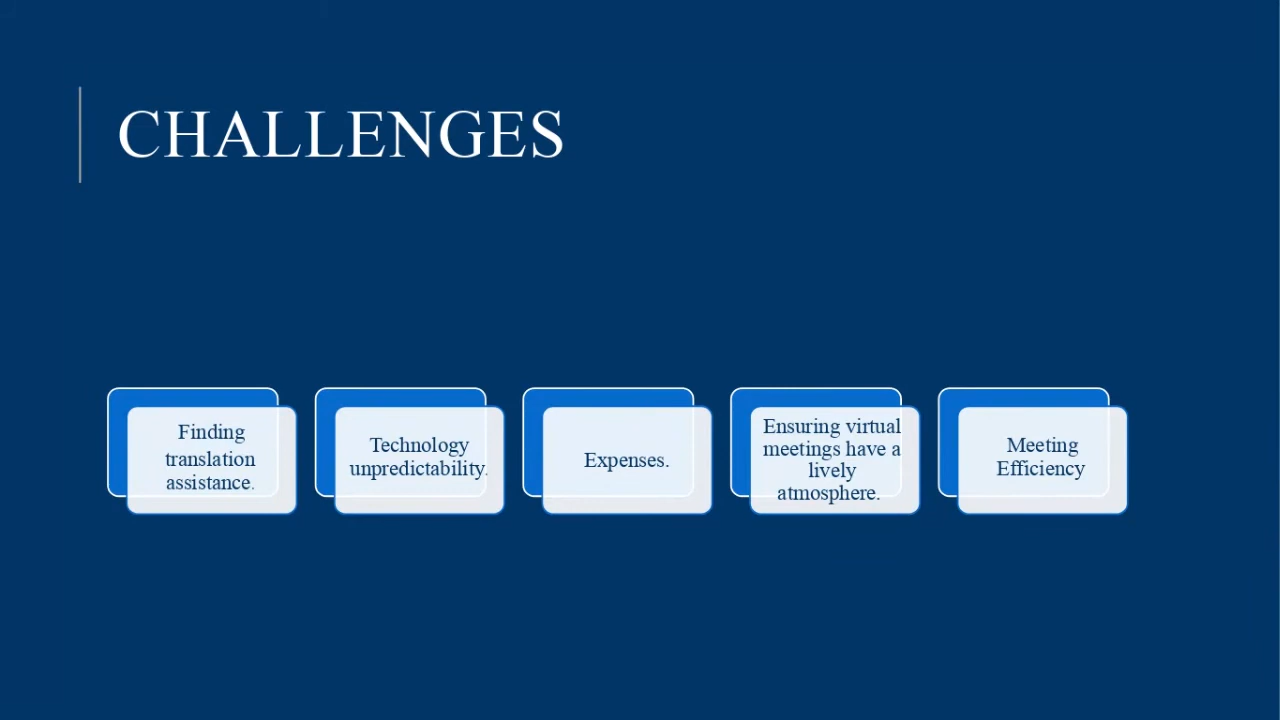 CHALLENGES
Finding
translation
assistance.
Technology
unpredictability.
Expenses.
Ensuring virtual
meetings have a
lively
atmosphere.
Meeting
Efficiency